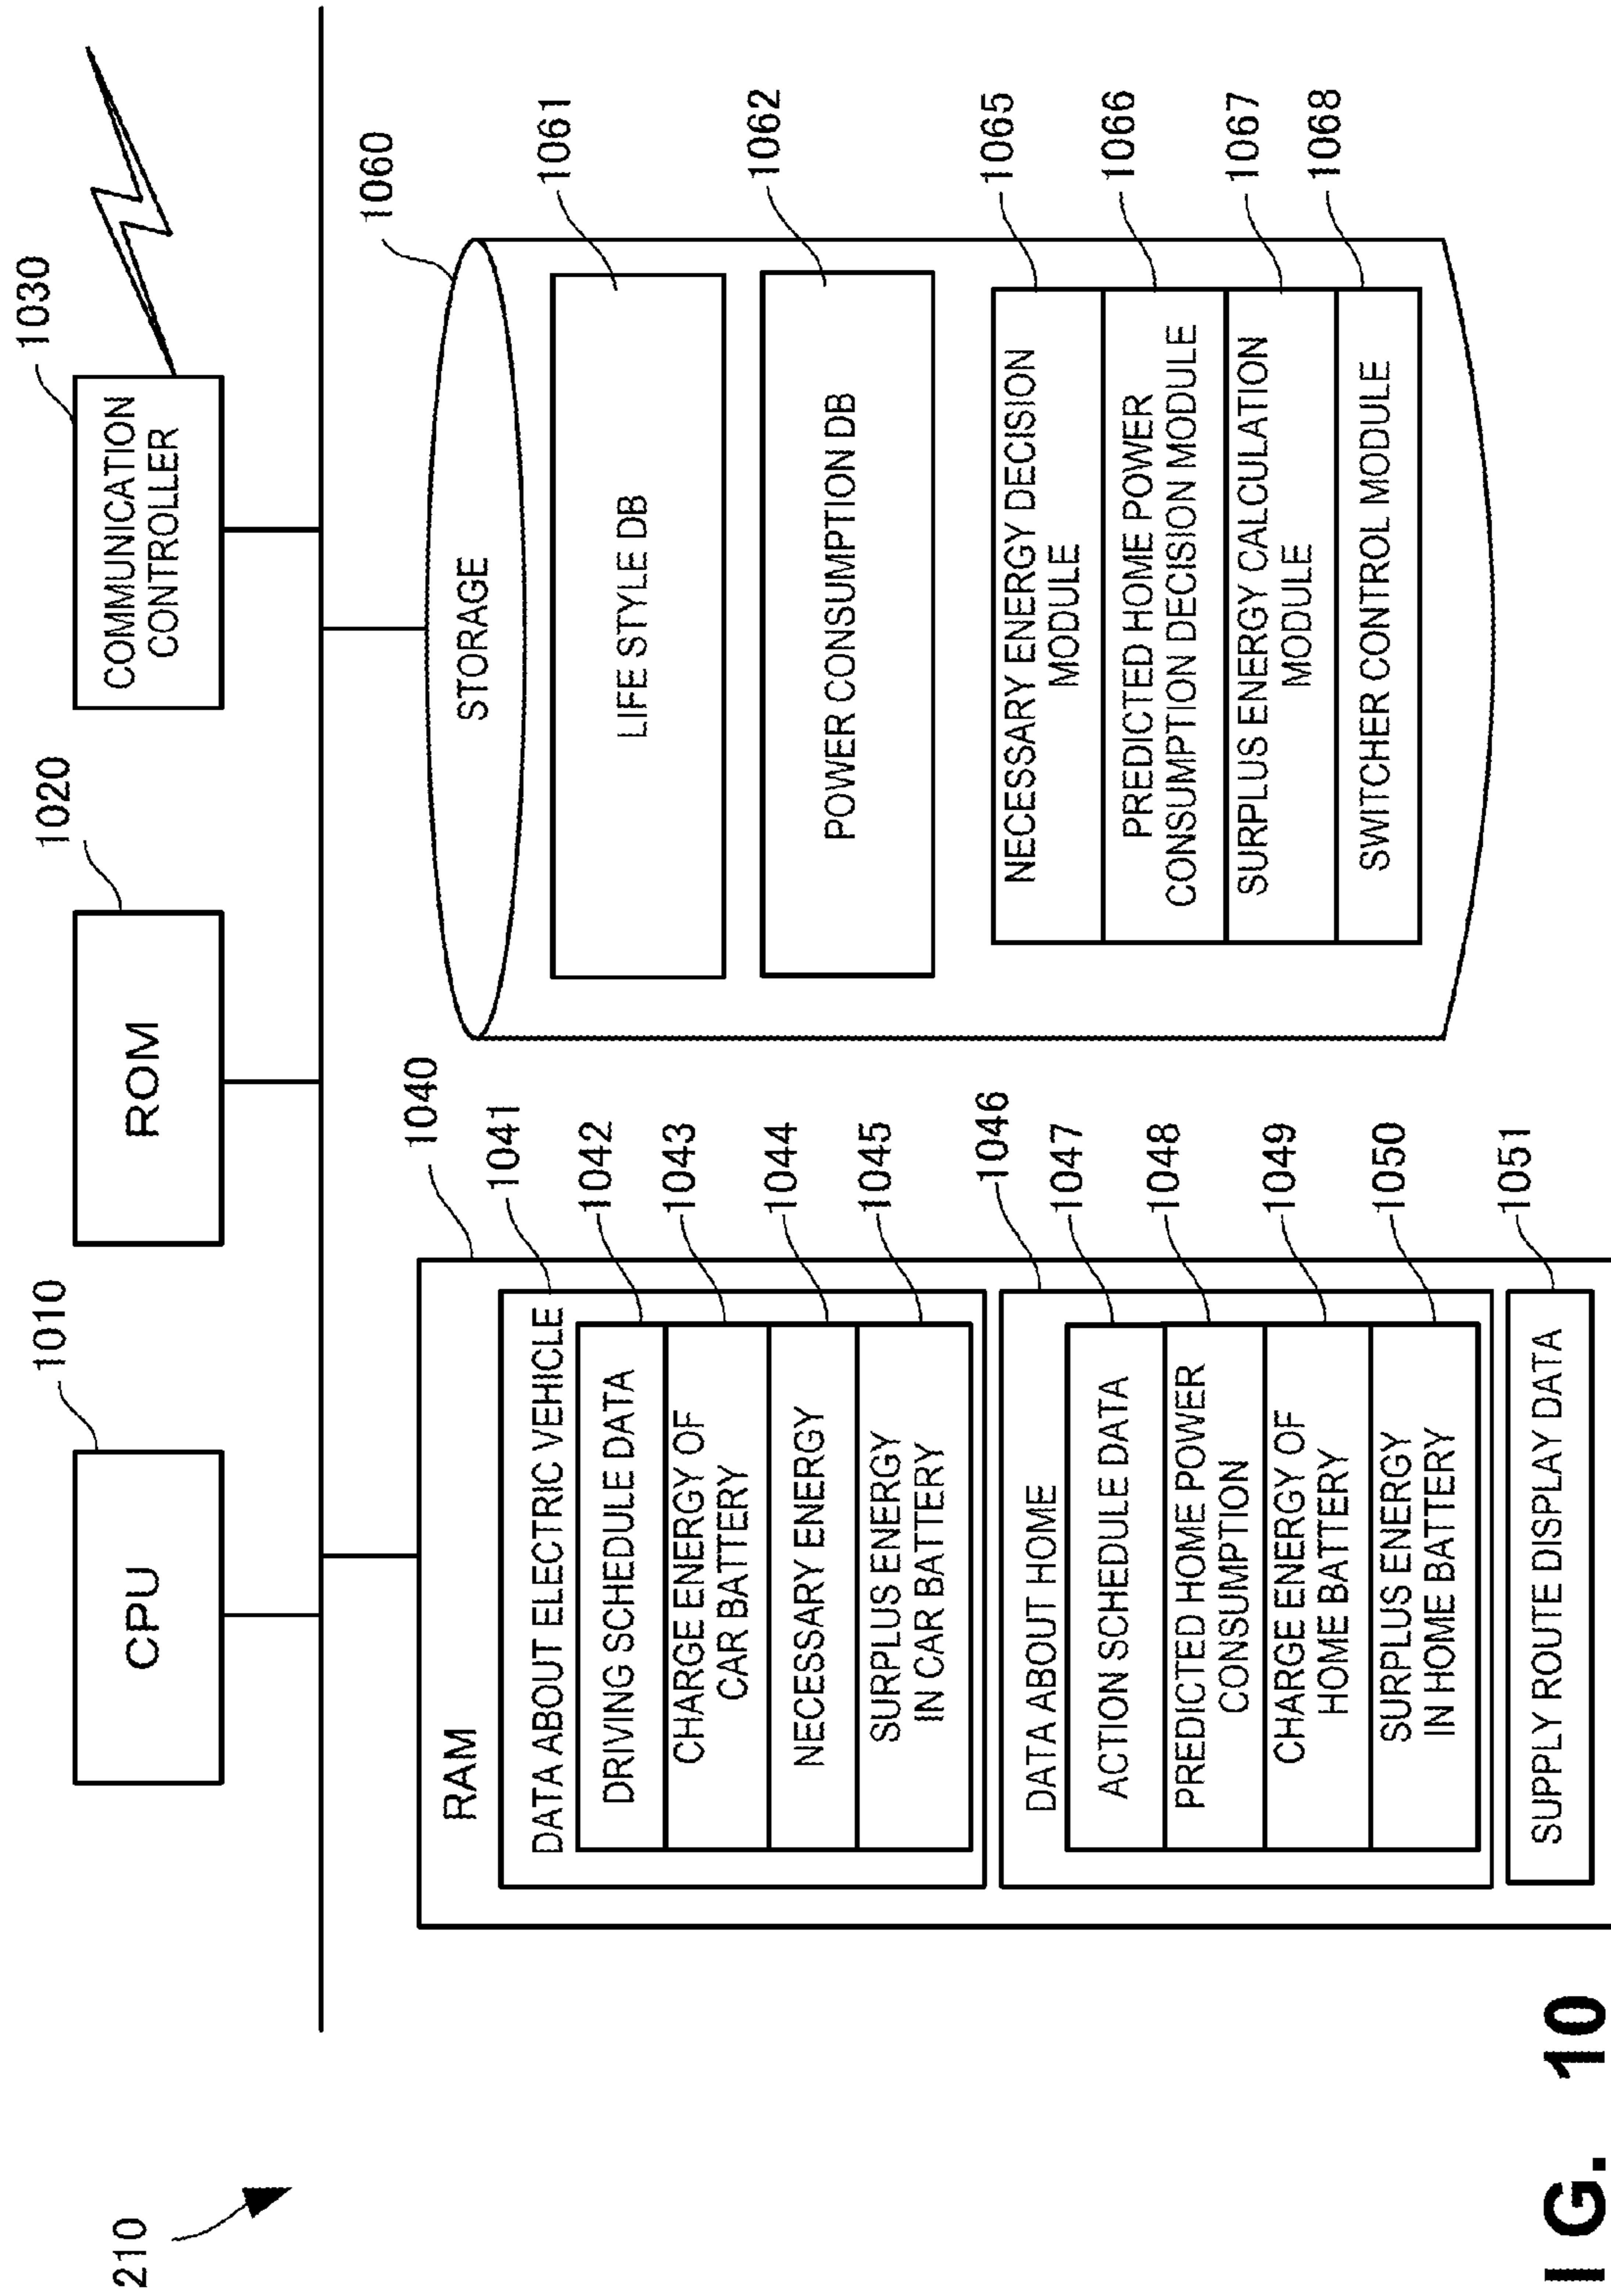 210
1010
CPU
1020
ROM
1030
COMMUNICATION
CONTROLLER
RAM
1040
DATA ABOUT ELECTRIC VEHICLE
1041
DRIVING SCHEDULE DATA
1042
CHARGE ENERGY OF
CAR BATTERY
1043
NECESSARY ENERGY
1044
SURPLUS ENERGY
IN CAR BATTERY
1045
DATA ABOUT HOME
1046
ACTION SCHEDULE DATA
1047
PREDICTED HOME POWER
CONSUMPTION
1048
CHARGE ENERGY OF
HOME BATTERY
1049
SURPLUS ENERGY
IN HOME BATTERY
1050
SUPPLY ROUTE DISPLAY DATA
1051
STORAGE
1060
LIFE STYLE DB
1061
POWER CONSUMPTION DB
1062
NECESSARY ENERGY DECISION
MODULE
1065
PREDICTED HOME POWER
CONSUMPTION DECISION MODULE
1066
SURPLUS ENERGY CALCULATION
MODULE
1067
SWITCHER CONTROL MODULE
1068
IG. 10